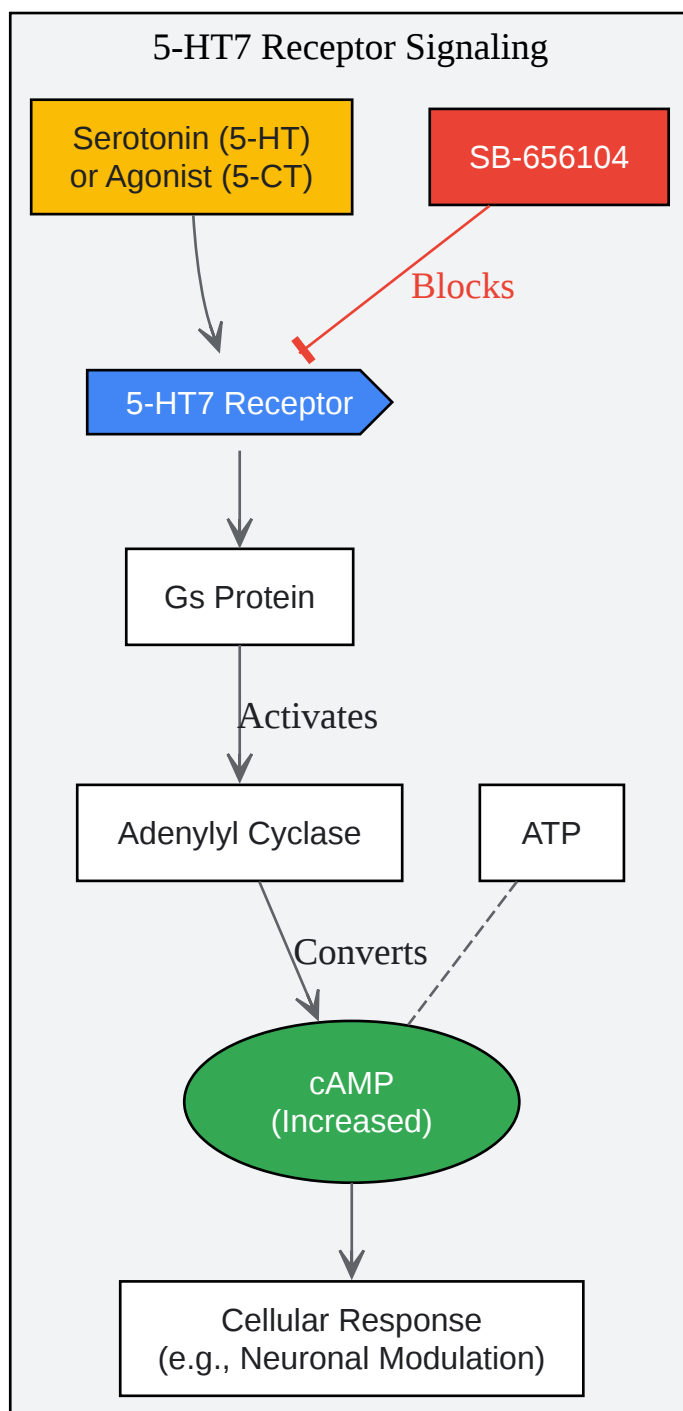 5-HT7 Receptor Signaling
Serotonin (5-HT)
or Agonist (5-CT)
SB-656104
Blocks
5-HT7 Receptor
Gs Protein
Activates
Adenylyl Cyclase
ATP
Converts
cAMP
(Increased)
Cellular Response
(e.g., Neuronal Modulation)